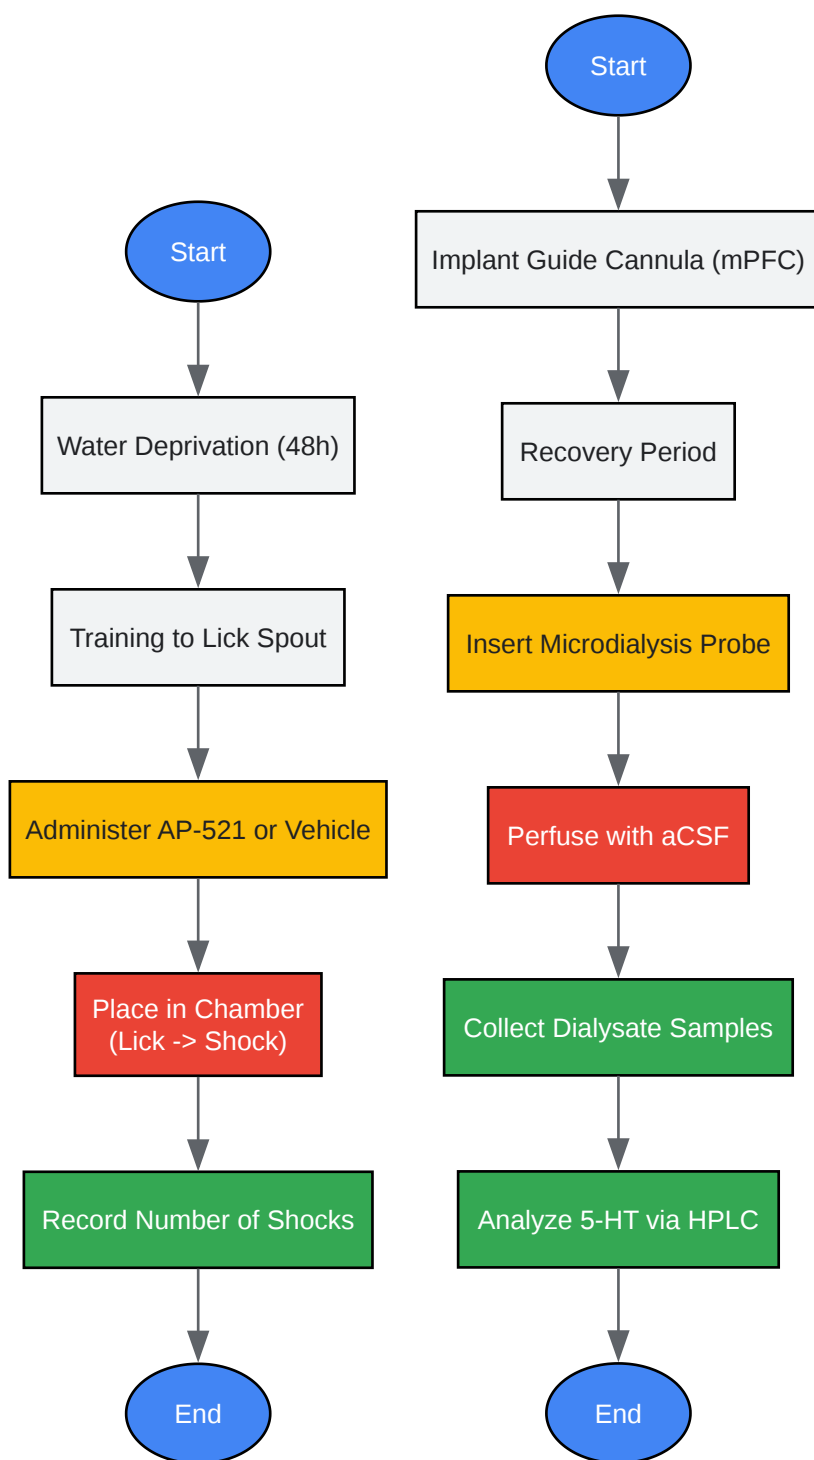 Start
Water Deprivation (48h)
Training to Lick Spout
Administer AP-521 or Vehicle
Place in Chamber
(Lick -> Shock)
Record Number of Shocks
End
Start
Implant Guide Cannula (mPFC)
Recovery Period
Insert Microdialysis Probe
Perfuse with aCSF
Collect Dialysate Samples
Analyze 5-HT via HPLC
End